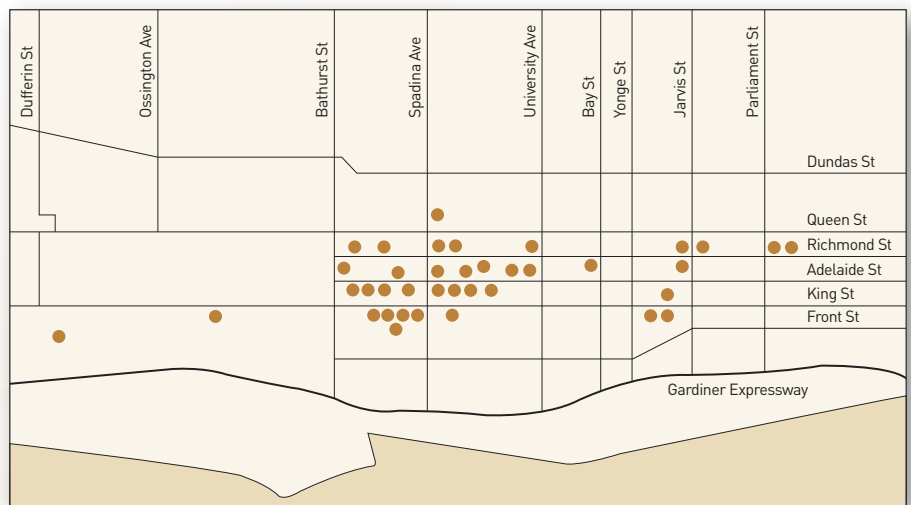 Dufferin St
Ossington Ave
Bathurst St
Spadina Ave
University Ave
Bay St
Yonge St
Jarvis St
Parliament St
Dundas St
Queen St
Richmond St
Adelaide St
King St
Front St
Gardiner Expressway